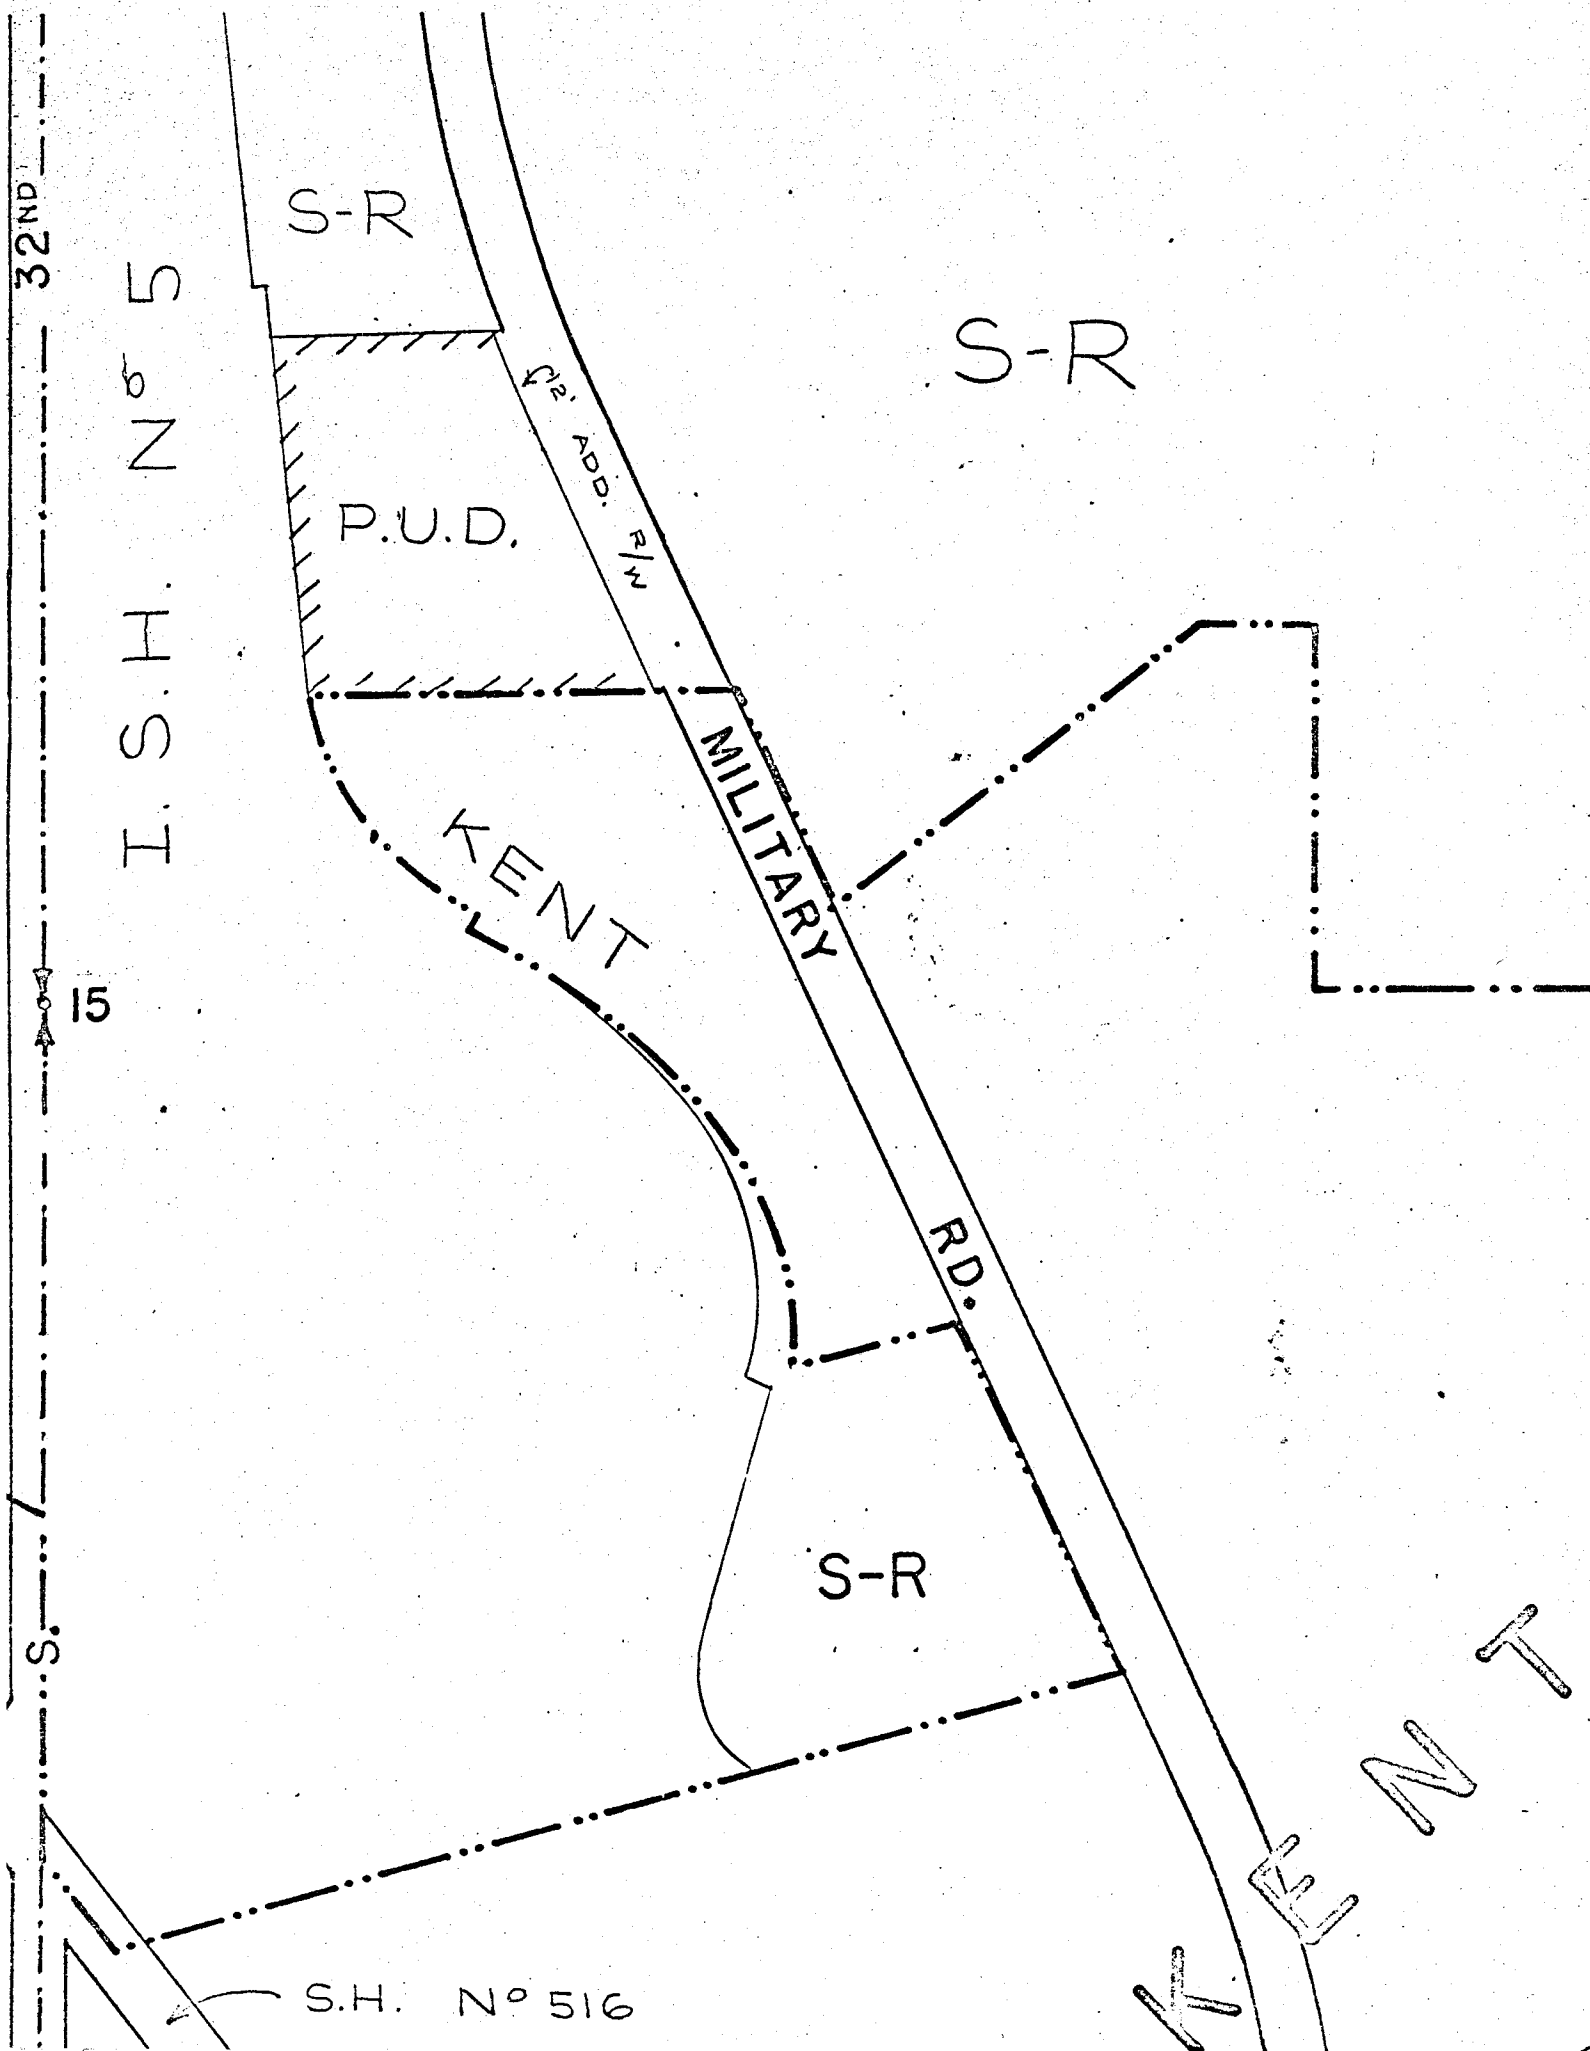 32ND
S-R
I.S.H. Nº 5
S-R
12' ADD. R/W
P.U.D.
MILITARY RD.
KENT
15
S-R
S.
KENT
S.H. Nº 516